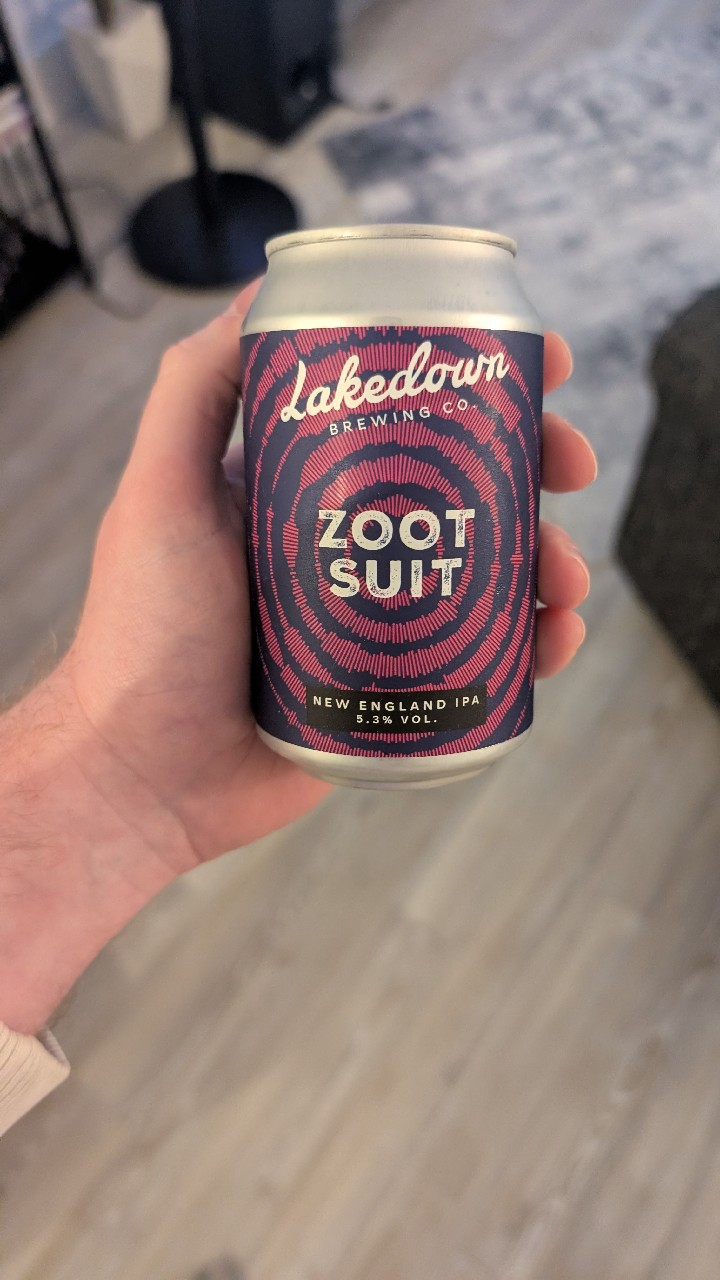 Lakedown
BREWING CO.
ZOOT
SUIT
NEW ENGLAND IPA
5.3% VOL.